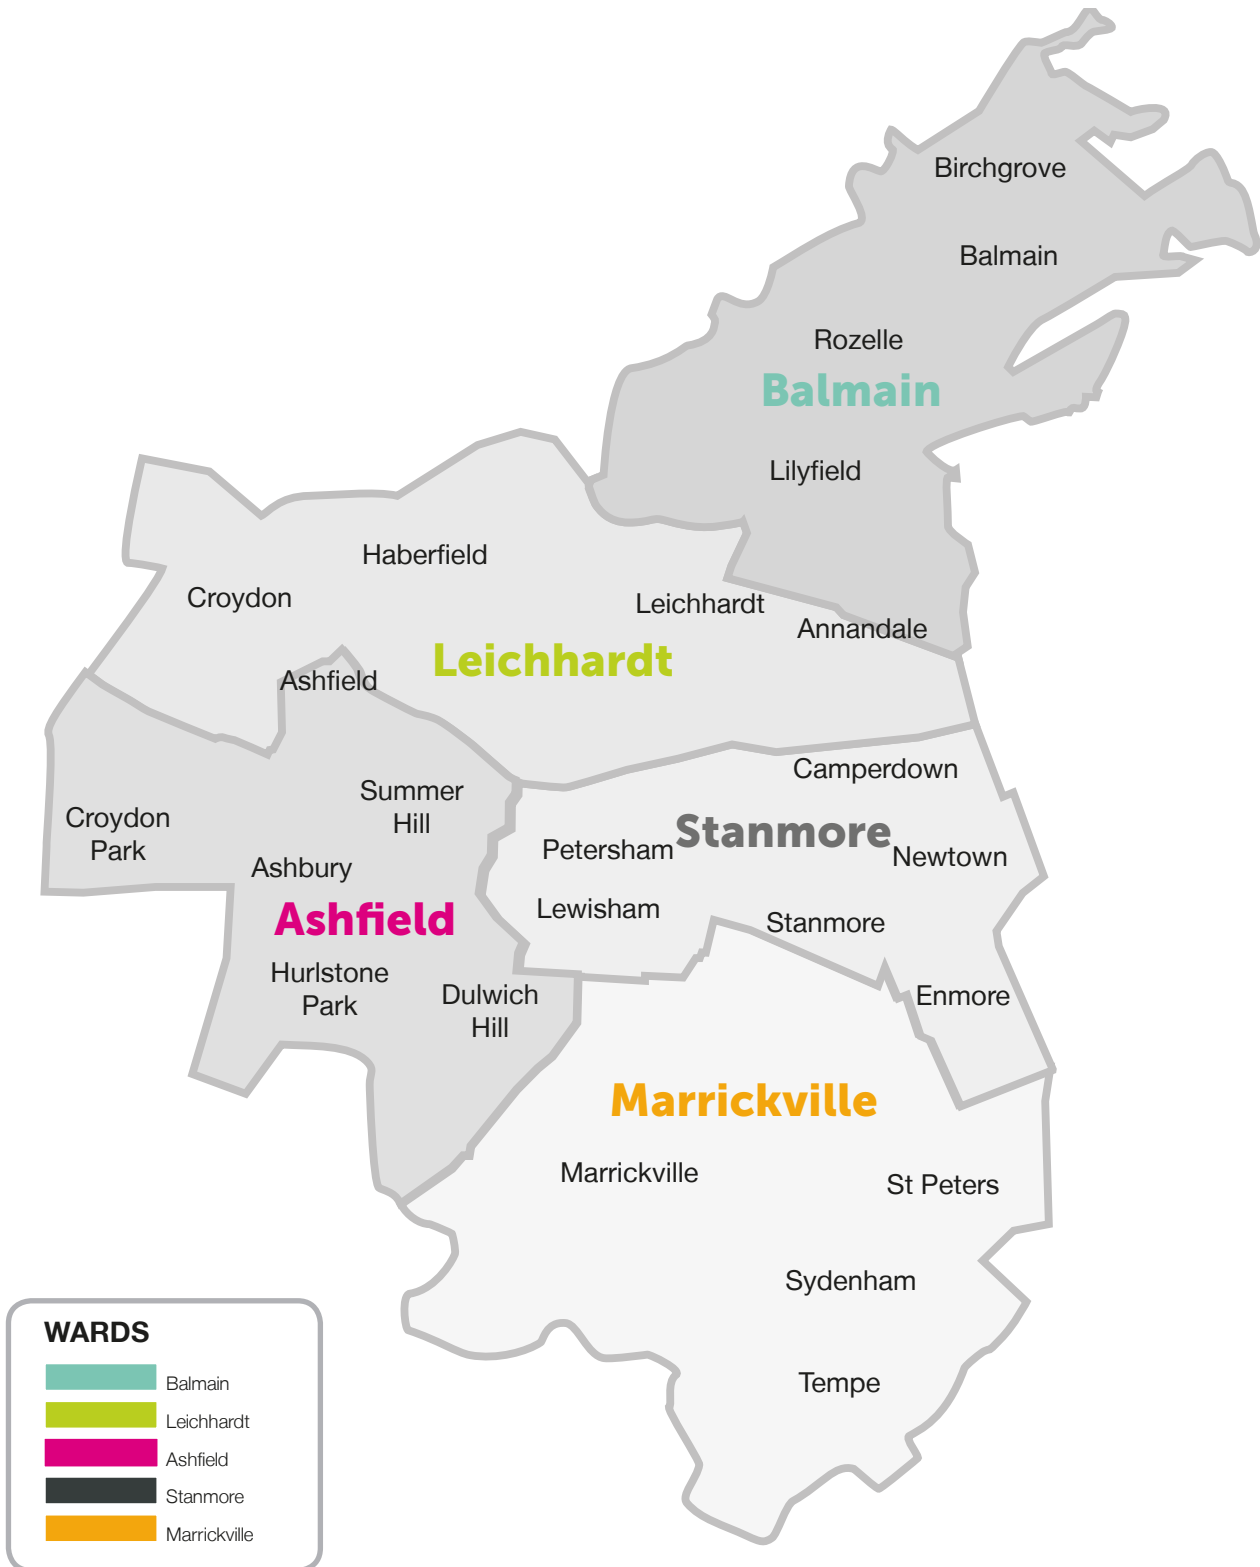 Birchgrove
Balmain
Rozelle
Balmain
Lilyfield
Haberfield
Croydon
Leichhardt
Annandale
Leichhardt
Ashfield
Camperdown
Summer
Hill
Croydon
Park
Stanmore
Petersham
Newtown
Ashbury
Lewisham
Ashfield
Stanmore
Hurlstone
Park
Dulwich
Hill
Enmore
Marrickville
Marrickville
St Peters
Sydenham
Tempe
WARDS
Balmain
Leichhardt
Ashfield
Stanmore
Marrickville